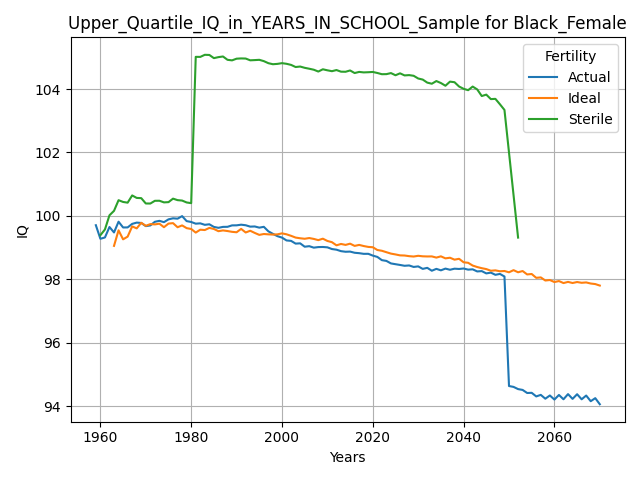 Upper_Quartile_IQ_in_YEARS_IN_SCHOOL_Sample for Black_Female
Fertility
Actual
Ideal
Sterile
104
102
100
98
96
94
IQ
1960
1980
2000
2020
2040
2060
Years